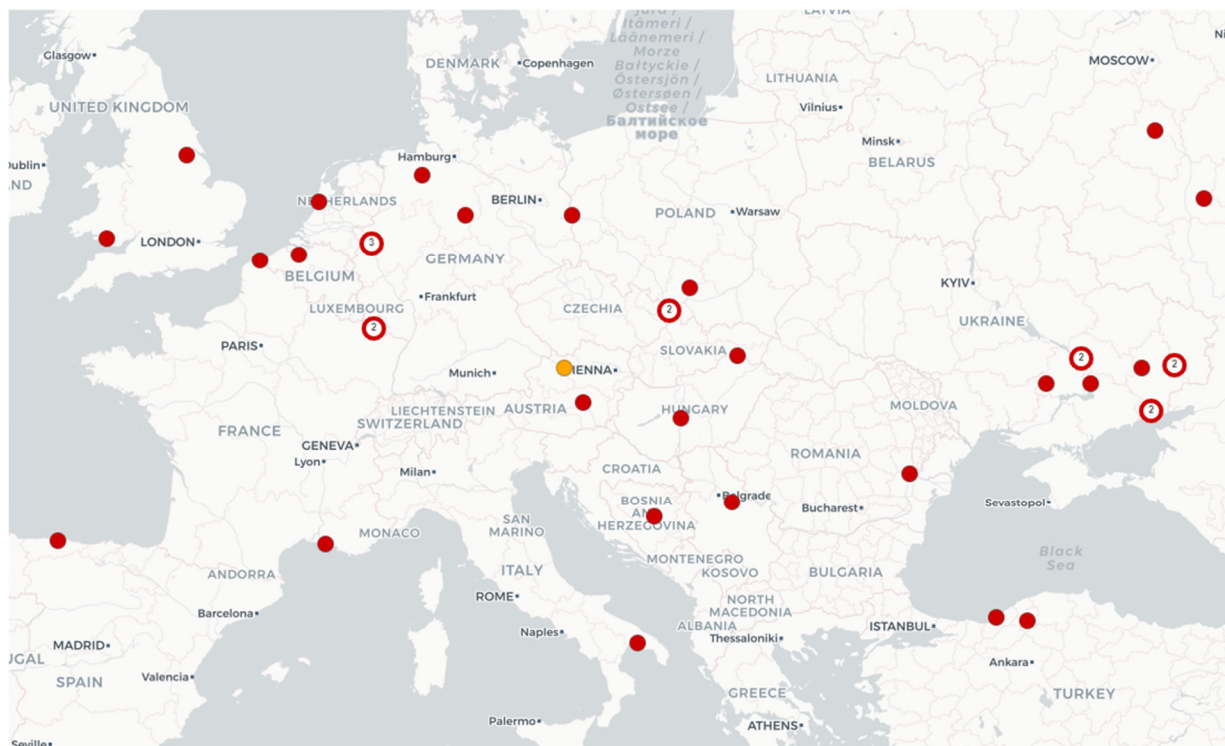 LATVIA
Itämeri /
Läänemeri /
Morze
Bałtyckie /
Östersjön /
Østersøen /
Ostsee /
Балтийское
море
Glasgow
DENMARK
Copenhagen
MOSCOW
LITHUANIA
UNITED KINGDOM
Vilnius
Minsk
BELARUS
Dublin
Hamburg
BERLIN
NETHERLANDS
POLAND
Warsaw
LONDON
3
GERMANY
BELGIUM
KYIV
Frankfurt
LUXEMBOURG
CZECHIA
2
UKRAINE
2
PARIS
SLOVAKIA
2
2
Munich
VIENNA
LIECHTENSTEIN
AUSTRIA
HUNGARY
MOLDOVA
2
SWITZERLAND
FRANCE
GENEVA
Lyon
ROMANIA
Milan
CROATIA
Belgrade
BOSNIA
AND
HERZEGOVINA
Sevastopol
Bucharest
SAN
MARINO
MONACO
Black
Sea
MONTENEGRO
KOSOVO
BULGARIA
ITALY
ANDORRA
ROME
NORTH
MACEDONIA
Barcelona
ALBANIA
ISTANBUL
Naples
Thessaloniki
MADRID
UGAL
Ankara
Valencia
SPAIN
GREECE
TURKEY
Palermo
ATHENS
Seville